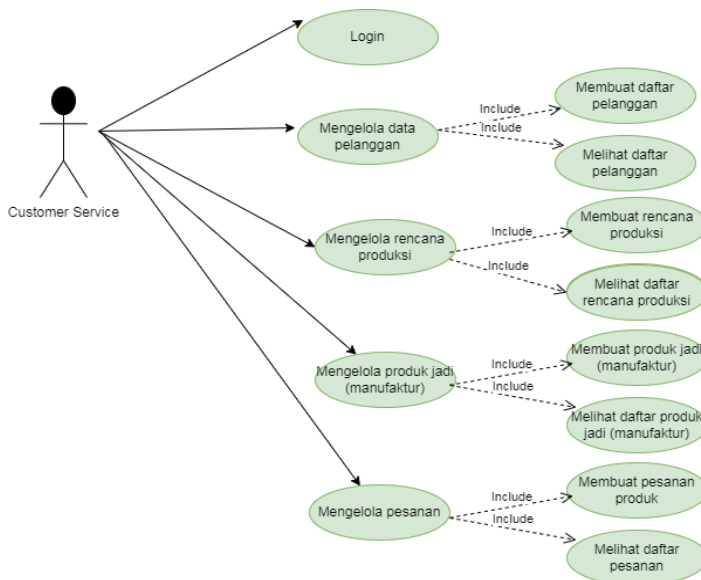 Login
Customer Service
Mengelola data
pelanggan
Include
Include
Membuat daftar
pelanggan
Melihat daftar
pelanggan
Mengelola rencana
produksi
Include
Include
Membuat rencana
produksi
Melihat daftar
rencana produksi
Mengelola produk jadi
(manufaktur)
Include
Include
Membuat produk jadi
(manufaktur)
Melihat daftar produk
jadi (manufaktur)
Mengelola pesanan
Include
Include
Membuat pesanan
produk
Melihat daftar
pesanan